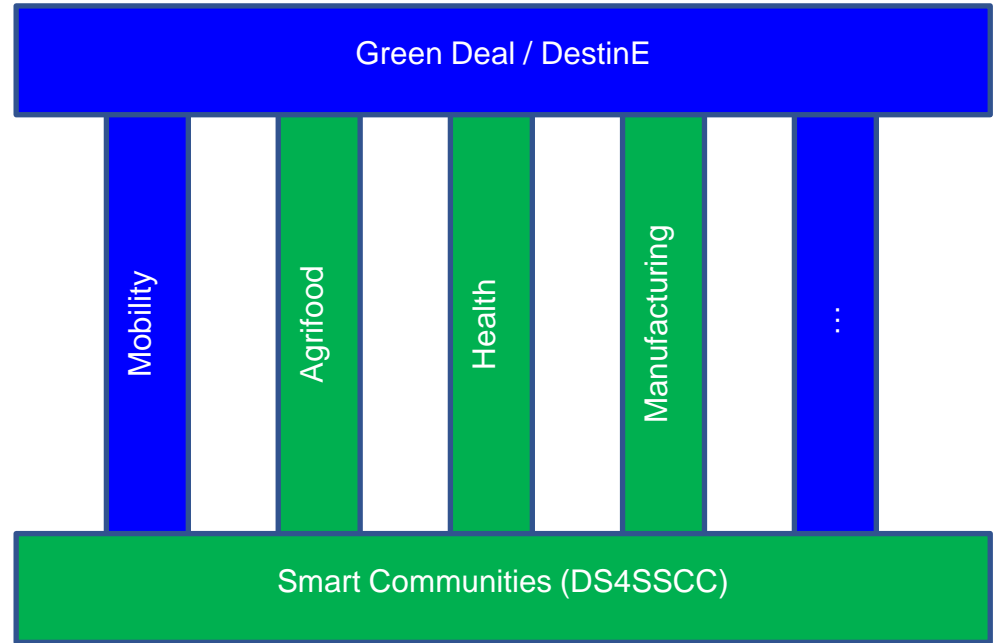 Green Deal / DestinE
Mobility
Agrifood
Health
Manufacturing
…
Smart Communities (DS4SSCC)